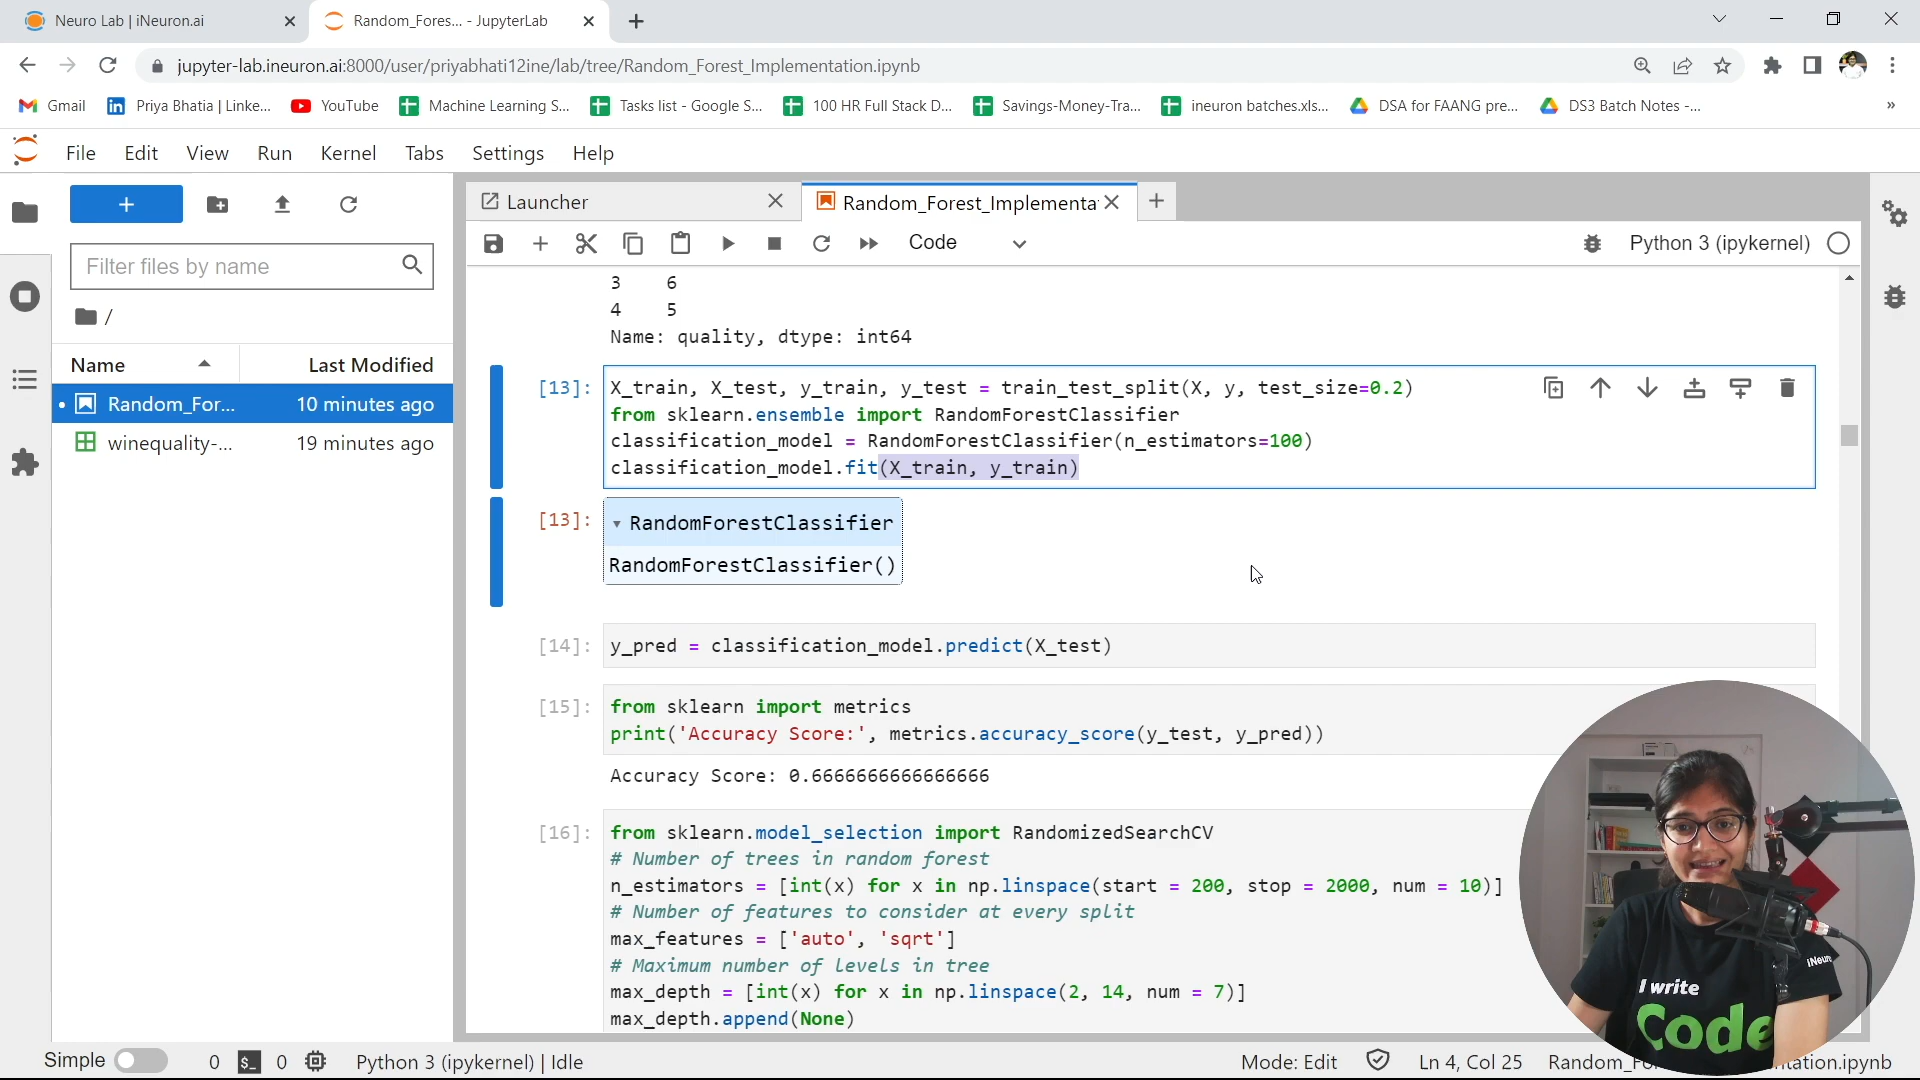 Neuro Lab | iNeuron.ai
Random_Fores... - JupyterLab
jupyter-lab.ineuron.ai:8000/user/priyabhati12ine/lab/tree/Random_Forest_Implementation.ipynb
Gmail
Priya Bhatia | Linke...
YouTube
Machine Learning S...
Tasks list - Google S...
100 HR Full Stack D...
Savings-Money-Tra...
ineuron batches.xls...
DSA for FAANG pre...
DS3 Batch Notes -...
»
File Edit View Run Kernel Tabs Settings Help
Launcher
Random_Forest_Implementa
Code
Python 3 (ipykernel)
Filter files by name
/
Name Last Modified
Random_For... 10 minutes ago
winequality-... 19 minutes ago
3 6
4 5
Name: quality, dtype: int64
[13]: X_train, X_test, y_train, y_test = train_test_split(X, y, test_size=0.2)
from sklearn.ensemble import RandomForestClassifier
classification_model = RandomForestClassifier(n_estimators=100)
classification_model.fit(X_train, y_train)
[13]: RandomForestClassifier
RandomForestClassifier()
[14]: y_pred = classification_model.predict(X_test)
[15]: from sklearn import metrics
print('Accuracy Score:', metrics.accuracy_score(y_test, y_pred))
Accuracy Score: 0.6666666666666666
[16]: from sklearn.model_selection import RandomizedSearchCV
# Number of trees in random forest
n_estimators = [int(x) for x in np.linspace(start = 200, stop = 2000, num = 10)]
# Number of features to consider at every split
max_features = ['auto', 'sqrt']
# Maximum number of levels in tree
max_depth = [int(x) for x in np.linspace(2, 14, num = 7)]
max_depth.append(None)
iNeuro
I write
Code
Simple
0
$_
0
Python 3 (ipykernel) | Idle
Mode: Edit
Ln 4, Col 25
Random_Fo
tation.ipynb